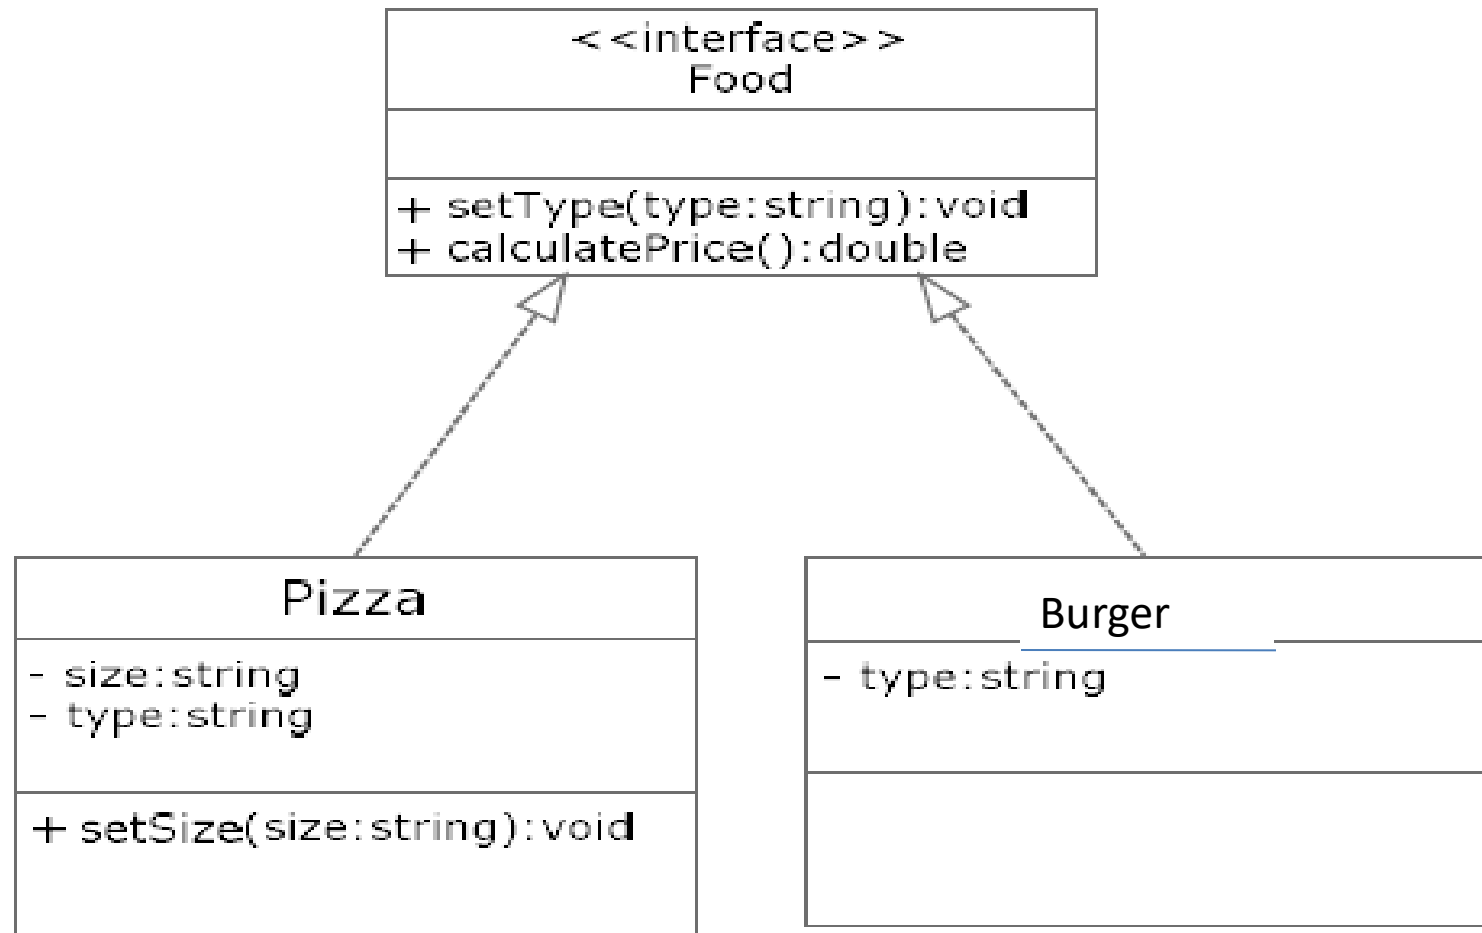 <<interface>>
Food
+ setType(type:string):void
+ calculatePrice():double
Pizza
- size:string
- type:string
+ setSize(size:string):void
Burger
- type:string